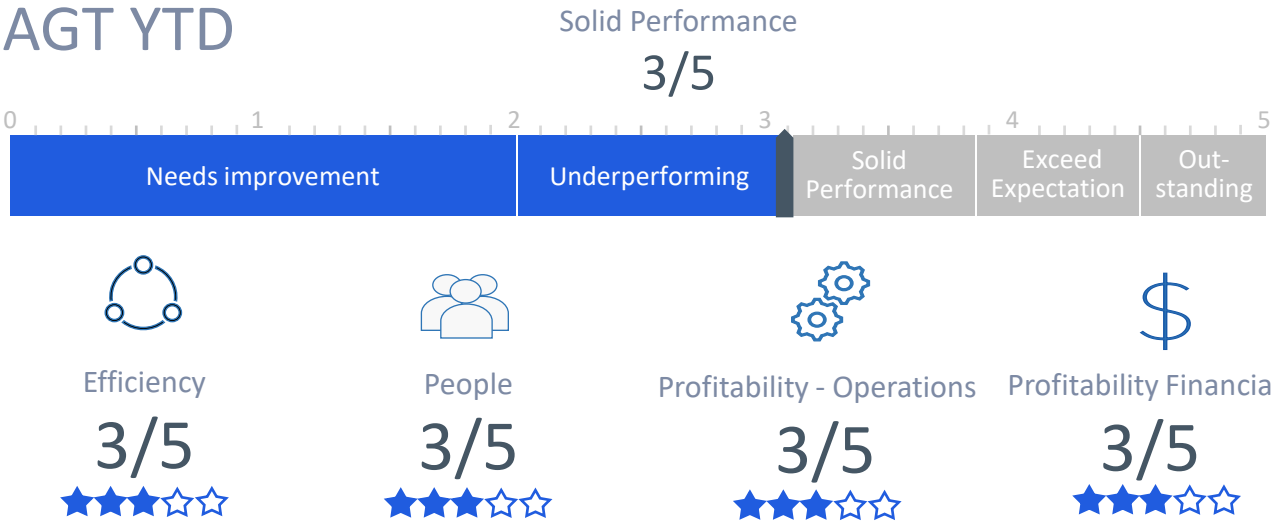 AGT YTD
Solid Performance
3/5
0 1 2 3 4 5
Needs improvement
Underperforming
Solid
Performance
Exceed
Expectation
Out-
standing
Efficiency
3/5
People
3/5
Profitability - Operations
3/5
Profitability Financia
3/5